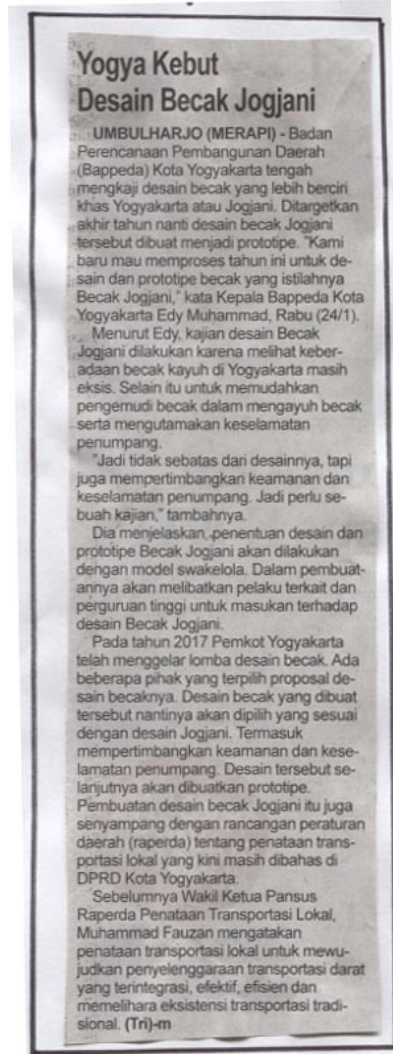 Yogya Kebut
Desain Becak Jogjani
UMBULHARJO (MERAPI) - Badan
Perencanaan Pembangunan Daerah
(Bappeda) Kota Yogyakarta tengah
mengkaji desain becak yang lebih berciri
khas Yogyakarta atau Jogjani. Ditargetkan
akhir tahun nanti desain becak Jogjani
tersebut dibuat menjadi prototipe. "Kami
baru mau memproses tahun ini untuk de-
sain dan prototipe becak yang istilahnya
Becak Jogjani," kata Kepala Bappeda Kota
Yogyakarta Edy Muhammad, Rabu (24/1).
Menurut Edy, kajian desain Becak
Jogjani dilakukan karena melihat keber-
adaan becak kayuh di Yogyakarta masih
eksis. Selain itu untuk memudahkan
pengemudi becak dalam mengayuh becak
serta mengutamakan keselamatan
penumpang.
"Jadi tidak sebatas dari desainnya, tapi
juga mempertimbangkan keamanan dan
keselamatan penumpang. Jadi perlu se-
buah kajian," tambahnya.
Dia menjelaskan, penentuan desain dan
prototipe Becak Jogjani akan dilakukan
dengan model swakelola. Dalam pembuat-
annya akan melibatkan pelaku terkait dan
perguruan tinggi untuk masukan terhadap
desain Becak Jogjani.
Pada tahun 2017 Pemkot Yogyakarta
telah menggelar lomba desain becak. Ada
beberapa pihak yang terpilih proposal de-
sain becaknya. Desain becak yang dibuat
tersebut nantinya akan dipilih yang sesuai
dengan desain Jogjani. Termasuk
mempertimbangkan keamanan dan kese-
lamatan penumpang. Desain tersebut se-
lanjutnya akan dibuatkan prototipe.
Pembuatan desain becak Jogjani itu juga
senyampang dengan rancangan peraturan
daerah (raperda) tentang penataan trans-
portasi lokal yang kini masih dibahas di
DPRD Kota Yogyakarta.
Sebelumnya Wakil Ketua Pansus
Raperda Penataan Transportasi Lokal,
Muhammad Fauzan mengatakan
penataan transportasi lokal untuk mewu-
judkan penyelenggaraan transportasi darat
yang terintegrasi, efektif, efisien dan
memelihara eksistensi transportasi tradi-
sional. (Tri)-m